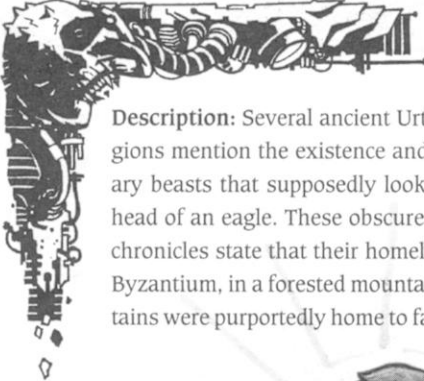 Description: Several ancient Urt
gions mention the existence and
ary beasts that supposedly look
head of an eagle. These obscure
chronicles state that their homel
Byzantium, in a forested mounta
tains were purportedly home to fa